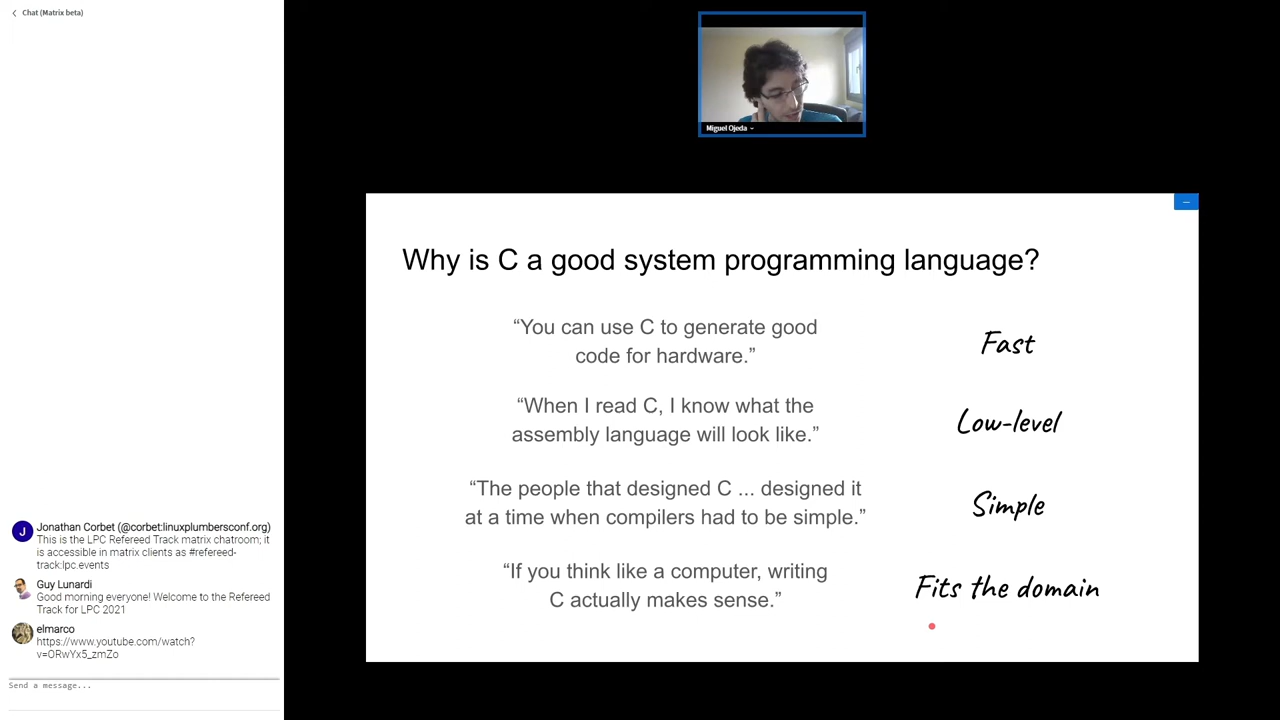 Chat (Matrix beta)
Jonathan Corbet (@corbet:linuxplumbersconf.org)
This is the LPC Refereed Track matrix chatroom; it
is accessible in matrix clients as #refereed-
track:lpc.events
Guy Lunardi
Good morning everyone! Welcome to the Refereed
Track for LPC 2021
elmarco
https://www.youtube.com/watch?
v=ORwYx5_zmZo
Send a message...
Miguel Ojeda
Why is C a good system programming language?
“You can use C to generate good
code for hardware.”
Fast
“When I read C, I know what the
assembly language will look like.”
Low-level
“The people that designed C ... designed it
at a time when compilers had to be simple.”
Simple
“If you think like a computer, writing
C actually makes sense.”
Fits the domain
J